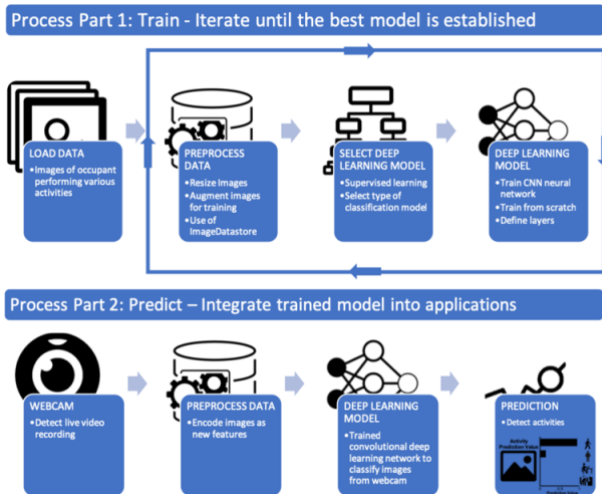 Process Part 1: Train - Iterate until the best model is established
LOAD DATA
•Images of occupant
performing various
activities
PREPROCESS
DATA
•Resize Images
•Augment images
for training
•Use of
ImageDatastore
SELECT DEEP
LEARNING MODEL
•Supervised learning
•Select type of
classification model
DEEP LEARNING
MODEL
•Train CNN neural
network
•Train from scratch
•Define layers
Process Part 2: Predict – Integrate trained model into applications
WEBCAM
•Detect live video
recording
PREPROCESS DATA
•Encode images as
new features
DEEP LEARNING
MODEL
•Trained
convolutional deep
learning network to
classify images
from webcam
PREDICTION
•Detect activities
Activity
Prediction Value